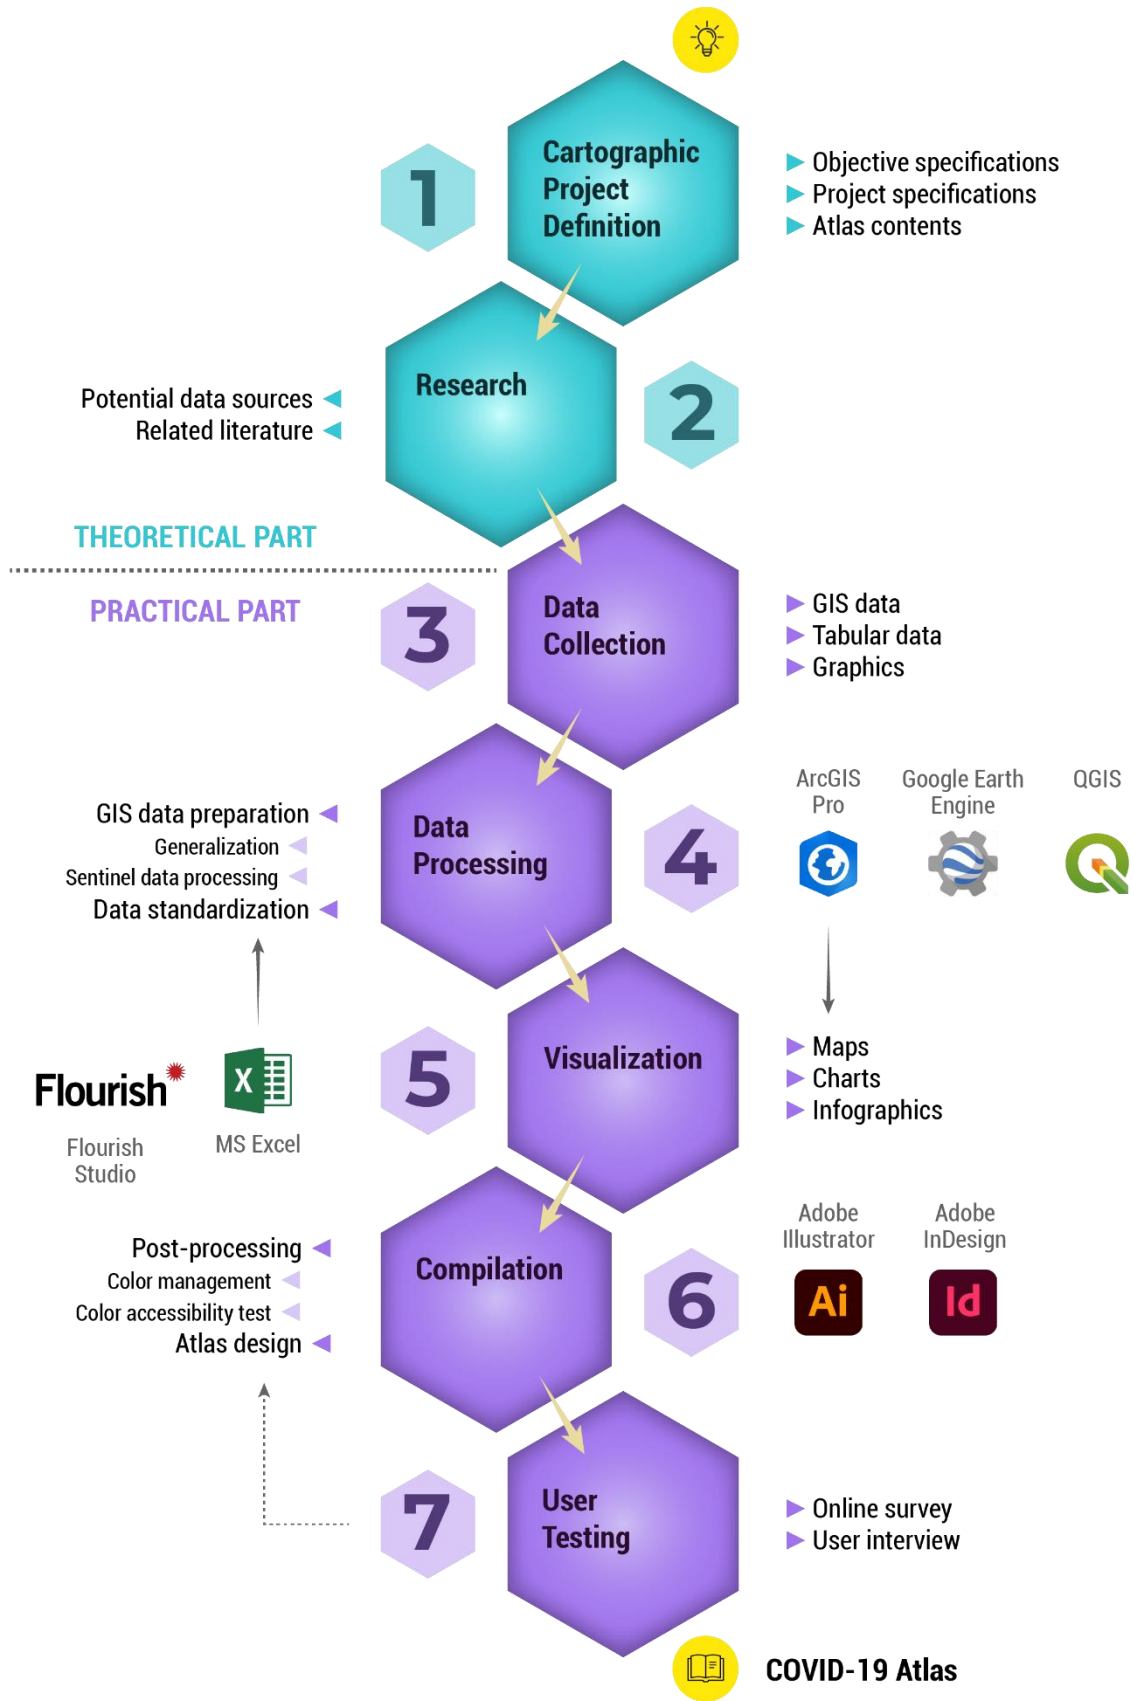 1
Cartographic
Project
Definition
Objective specifications
Project specifications
Atlas contents
Research
2
Potential data sources
Related literature
THEORETICAL PART
PRACTICAL PART
3
Data
Collection
GIS data
Tabular data
Graphics
GIS data preparation
Generalization
Sentinel data processing
Data standardization
Data
Processing
4
ArcGIS
Pro
Google Earth
Engine
QGIS
Flourish
Flourish
Studio
X
MS Excel
5
Visualization
Maps
Charts
Infographics
Post-processing
Color management
Color accessibility test
Atlas design
Compilation
6
Adobe
Illustrator
Ai
Adobe
InDesign
Id
7
User
Testing
Online survey
User interview
COVID-19 Atlas